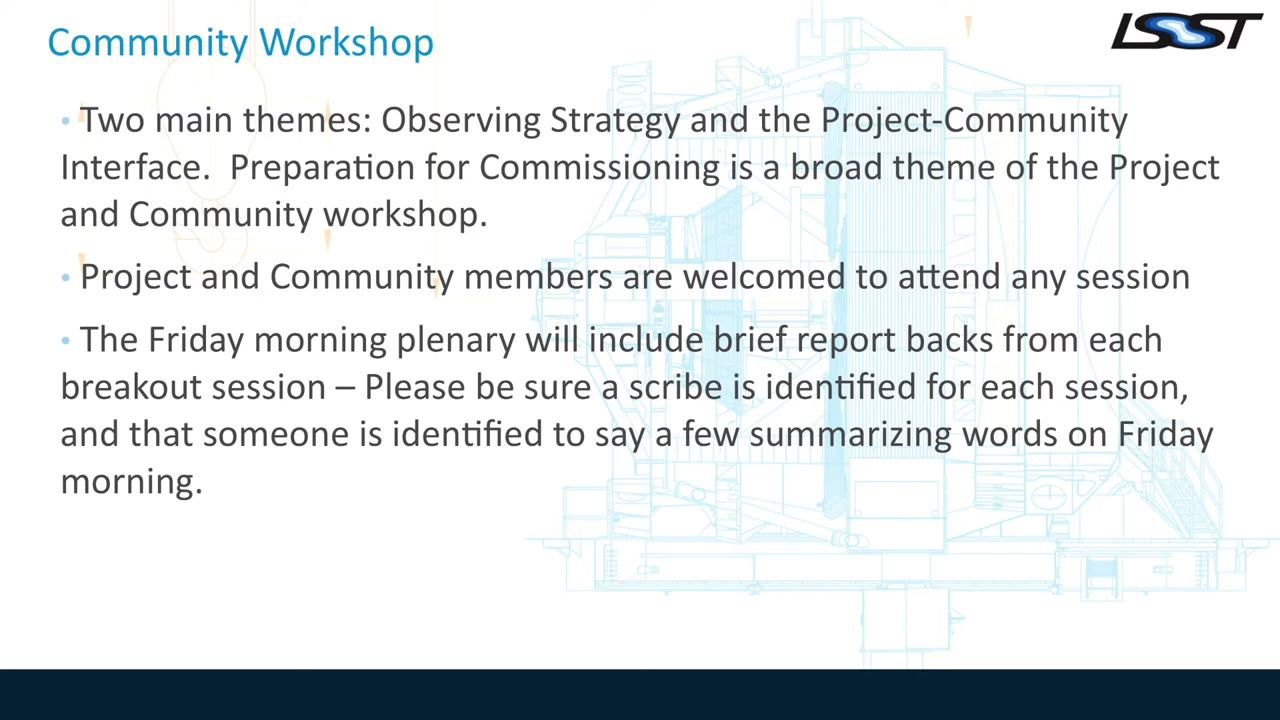 Community Workshop
LSST
• Two main themes: Observing Strategy and the Project-Community
Interface.  Preparation for Commissioning is a broad theme of the Project
and Community workshop.
• Project and Community members are welcomed to attend any session
• The Friday morning plenary will include brief report backs from each
breakout session – Please be sure a scribe is identified for each session,
and that someone is identified to say a few summarizing words on Friday
morning.